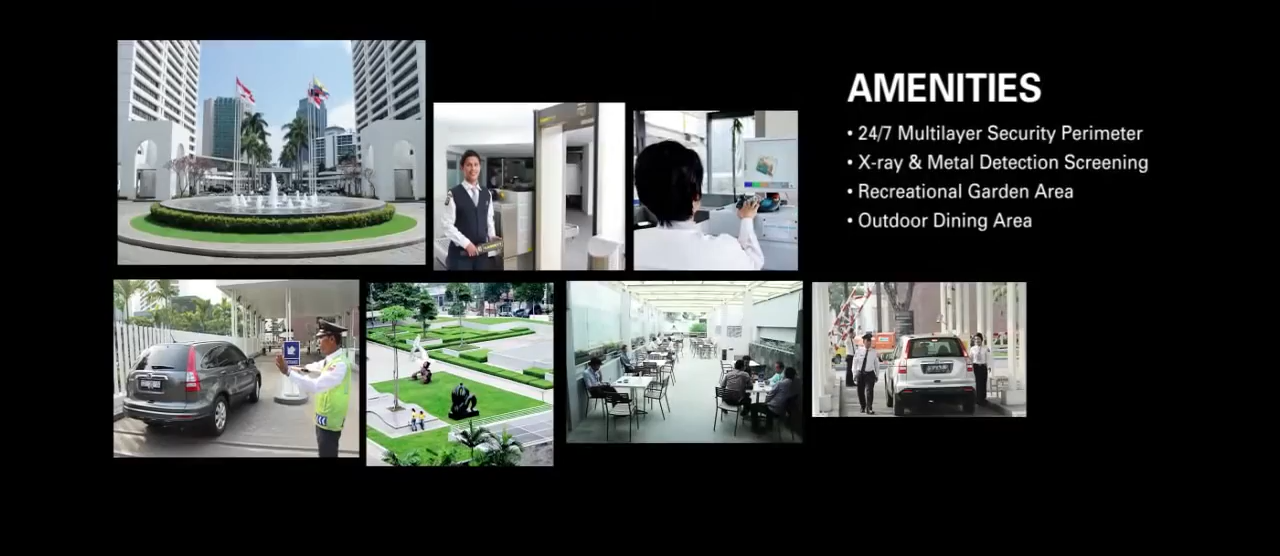 AMENITIES
• 24/7 Multilayer Security Perimeter
• X-ray & Metal Detection Screening
• Recreational Garden Area
• Outdoor Dining Area